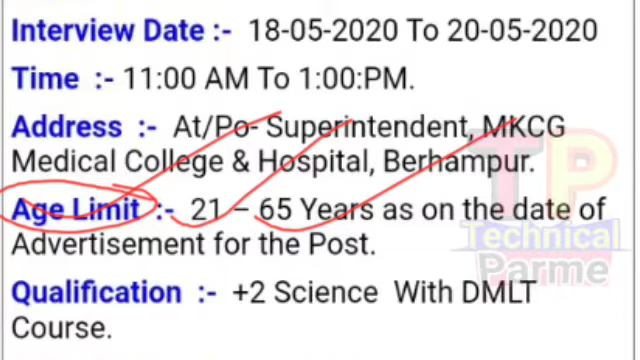 Interview Date :- 18-05-2020 To 20-05-2020
Time :- 11:00 AM To 1:00:PM.
Address :- At/Po- Superintendent, MKCG
Medical College & Hospital, Berhampur.
Age Limit :- 21 – 65 Years as on the date of
Advertisement for the Post.
Qualification :- +2 Science With DMLT
Course.
TP
Technical
Parme